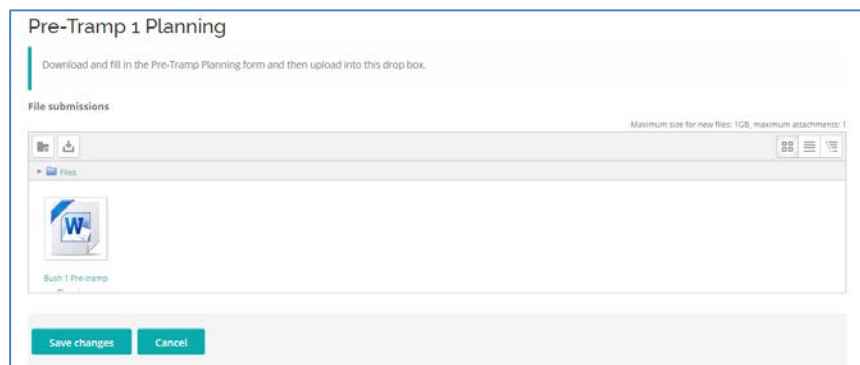 Pre-Tramp 1 Planning
Download and fill in the Pre-Tramp Planning form and then upload into this drop box.
File submissions
Maximum size for new files: 1GB, maximum attachments: 1
Files
W
Bush 1 Pre-tramp
Save changes
Cancel